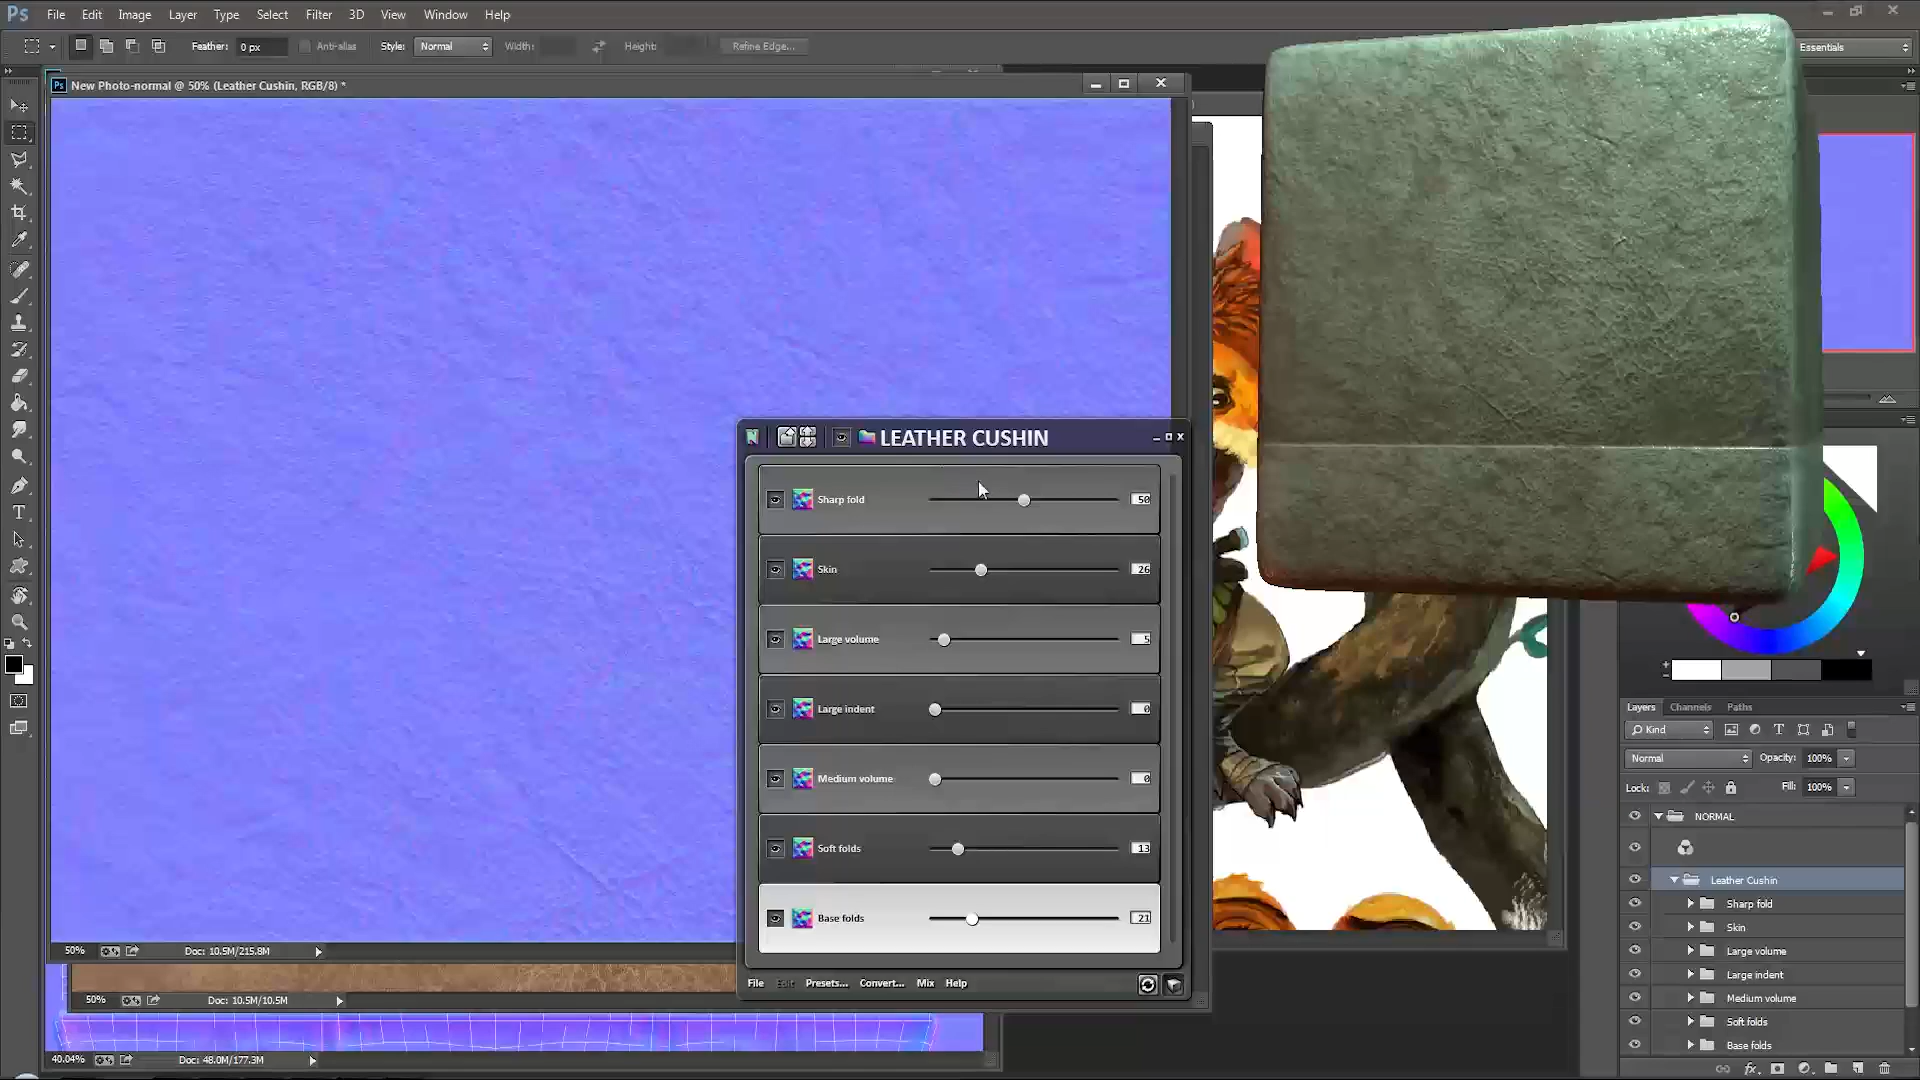 Ps File Edit Image Layer Type Select Filter 3D View Window Help
Feather: 0 px Anti-alias Style: Normal Width: Height: Refine Edge... Essentials
Ps New Photo-normal @ 50% (Leather Cushin, RGB/8) *
LEATHER CUSHIN
Sharp fold 50
Skin 26
Large volume 5
Large indent 0
Medium volume 0
Soft folds 13
Base folds 21
File Edit Presets... Convert... Mix Help
50% Doc: 10.5M/215.8M
50% Doc: 10.5M/10.5M
40.04% Doc: 48.0M/177.3M
Layers Channels Paths
Kind
Normal Opacity: 100%
Lock: Fill: 100%
NORMAL
Leather Cushin
Sharp fold
Skin
Large volume
Large indent
Medium volume
Soft folds
Base folds